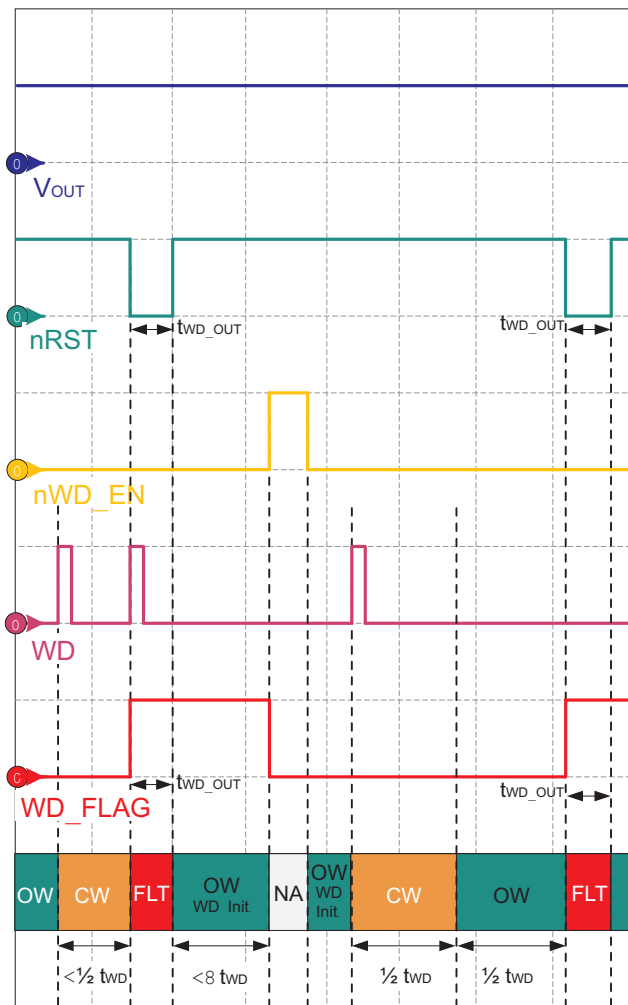 0
VOUT
0
nRST
tWD_OUT
tWD_OUT
0
nWD_EN
0
WD
0
WD_FLAG
tWD_OUT
tWD_OUT
OW
CW
FLT
OW
WD Init.
NA
OW
WD
Init.
CW
OW
FLT
<½ tWD
<8 tWD
½ tWD
½ tWD